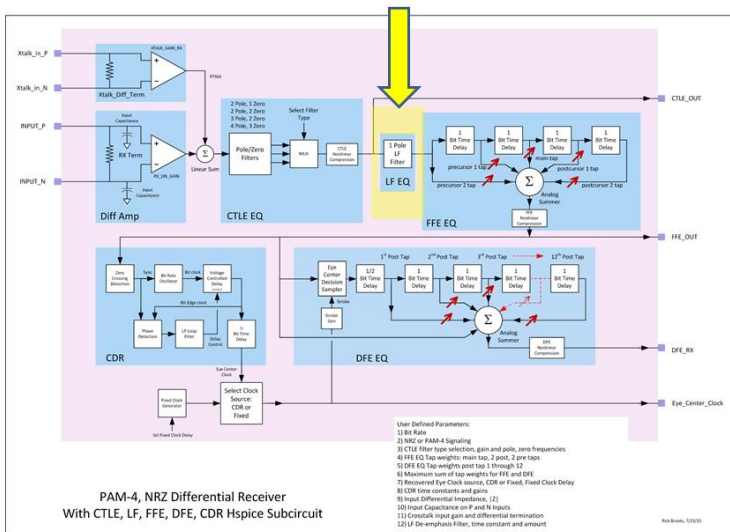 Xtalk_in_P
Xtalk_in_N
INPUT_P
INPUT_N
XTALK_GAIN_RX
Xtalk_Diff_Term
XTALK
Input
Capacitance
RX Term
RX_LIN_GAIN
Input
Capacitance
Diff Amp
Linear Sum
Σ
2 Pole, 1 Zero
2 Pole, 2 Zero
3 Pole, 2 Zero
4 Pole, 3 Zero
Pole/Zero
Filters
Select Filter
Type
MUX
CTLE
Nonlinear
Compression
CTLE EQ
1 Pole
LF
Filter
LF EQ
1
Bit Time
Delay
1
Bit Time
Delay
1
Bit Time
Delay
1
Bit Time
Delay
main tap
precursor 1 tap
postcursor 1 tap
precursor 2 tap
postcursor 2 tap
Σ
Analog
Summer
FFE
Nonlinear
Compression
FFE EQ
CTLE_OUT
FFE_OUT
Zero
Crossing
Detection
Sync
Bit Rate
Oscillator
Bit clock
Voltage
Controlled
Delay
Bit Edge clock
Phase
Detection
LP Loop
Filter
Delay
Control
½
Bit Time
Delay
CDR
Eye Center
Clock
Fixed Clock
Generator
Set Fixed Clock Delay
Select Clock
Source:
CDR or
Fixed
Eye
Center
Decision
Sampler
Strobe
Strobe
Gen
1st Post Tap
2nd Post Tap
3rd Post Tap
12th Post Tap
1/2
Bit Time
Delay
1
Bit Time
Delay
1
Bit Time
Delay
1
Bit Time
Delay
1
Bit Time
Delay
Σ
Analog
Summer
DFE
Nonlinear
Compression
DFE EQ
DFE_RX
Eye_Center_Clock
User Defined Parameters:
1) Bit Rate
2) NRZ or PAM-4 Signaling
3) CTLE filter type selection, gain and pole, zero frequencies
4) FFE EQ Tap weights: main tap, 2 post, 2 pre taps
5) DFE EQ Tap weights post tap 1 through 12
6) Maximum sum of tap weights for FFE and DFE
7) Recovered Eye Clock source, CDR or Fixed, Fixed Clock Delay
8) CDR time constants and gains
9) Input Differential Impedance, |Z|
10) Input Capacitance on P and N Inputs
11) Crosstalk input gain and differential termination
12) LF De-emphasis Filter, time constant and amount
PAM-4, NRZ Differential Receiver
With CTLE, LF, FFE, DFE, CDR Hspice Subcircuit